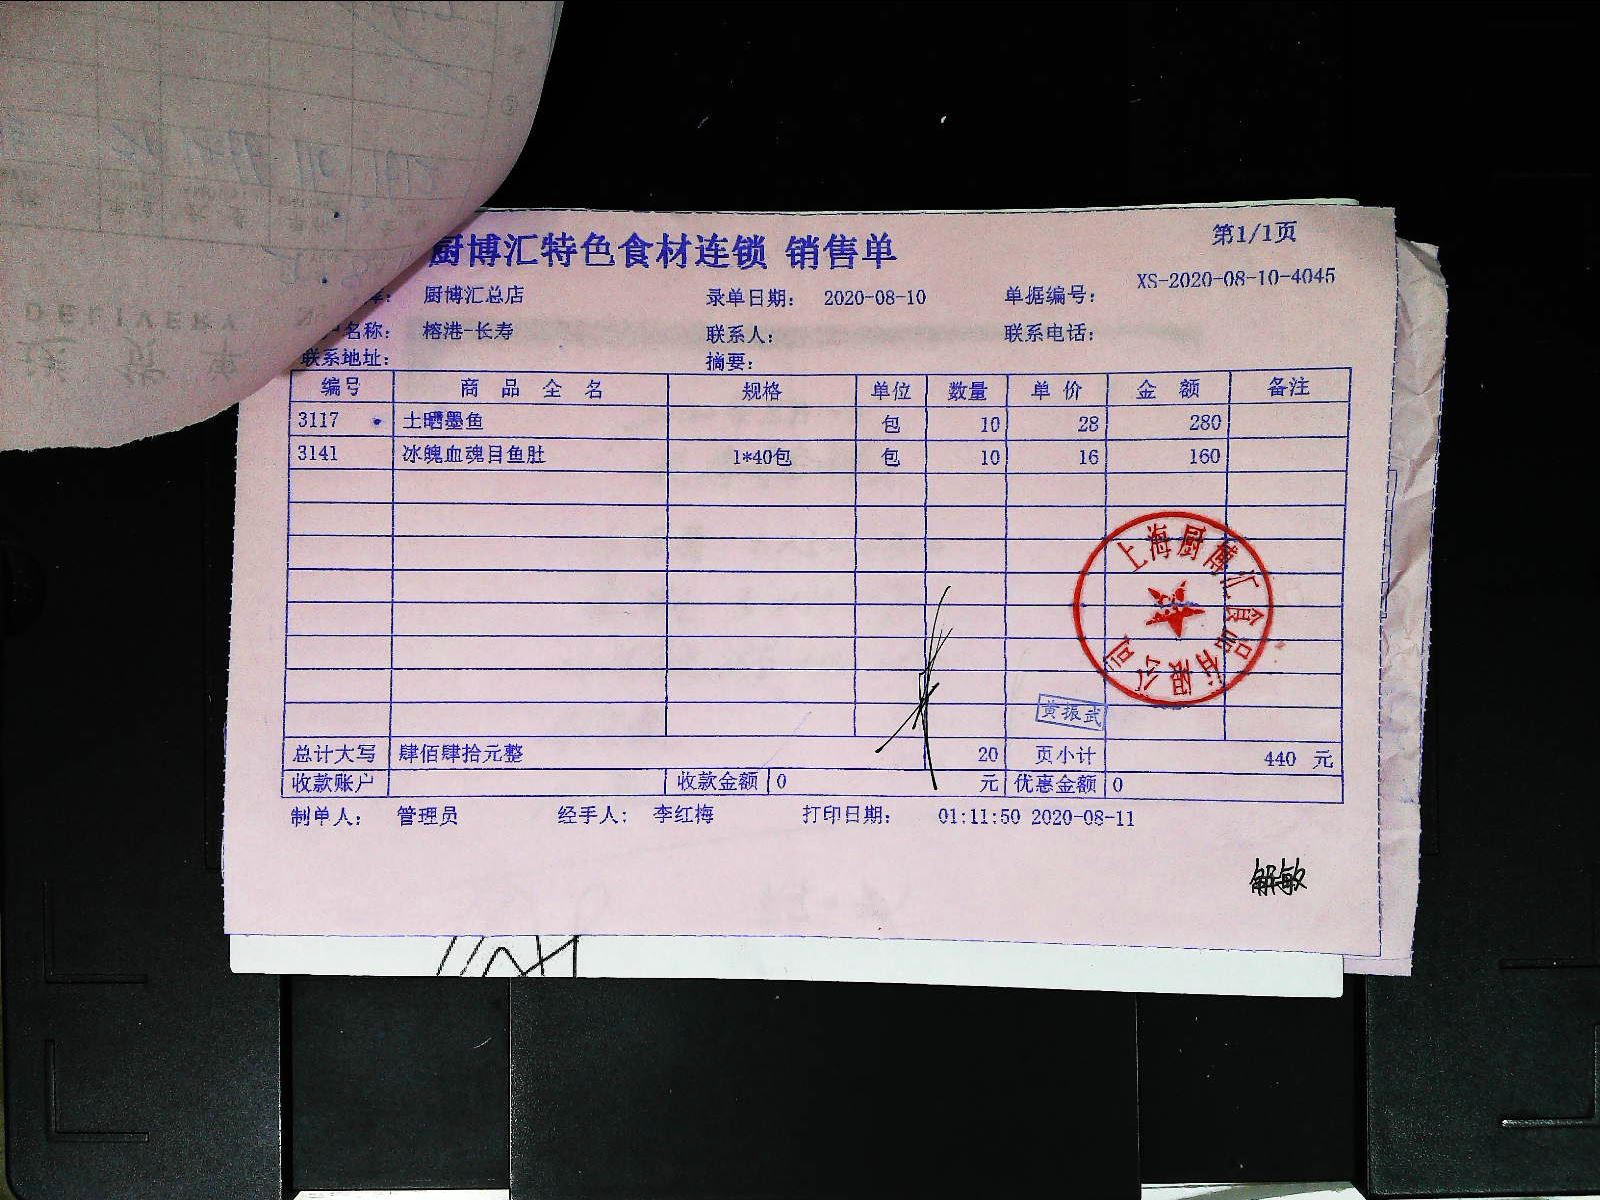 厨博汇特色食材连锁 销售单
第1/1页
厨博汇总店 录单日期： 2020-08-10 单据编号： XS-2020-08-10-4045
名称： 榕港-长寿 联系人： 联系电话：
联系地址： 摘要：
编号 商品全名 规格 单位 数量 单价 金额 备注
3117 土晒墨鱼 包 10 28 280
3141 冰魄血魂目鱼肚 1*40包 包 10 16 160
上海厨博汇食品有限公司
黄振武
总计大写 肆佰肆拾元整 20 页小计 440 元
收款账户 收款金额 0 元 优惠金额 0
制单人： 管理员 经手人： 李红梅 打印日期： 01:11:50 2020-08-11
解敏
DELIVERY